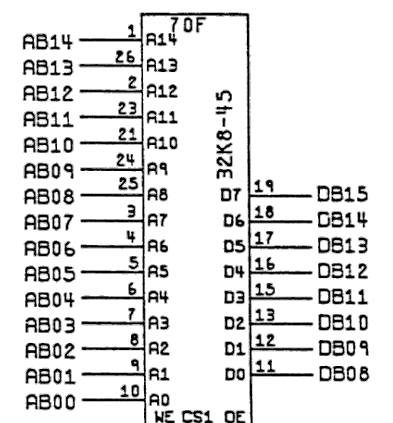 70F
AB14 1 A14
AB13 26 A13
AB12 2 A12
AB11 23 A11
AB10 21 A10
AB09 24 A9
AB08 25 A8
AB07 3 A7
AB06 4 A6
AB05 5 A5
AB04 6 A4
AB03 7 A3
AB02 8 A2
AB01 9 A1
AB00 10 A0
32K8-45
D7 19 DB15
D6 18 DB14
D5 17 DB13
D4 16 DB12
D3 15 DB11
D2 13 DB10
D1 12 DB09
D0 11 DB08
WE CS1 OE